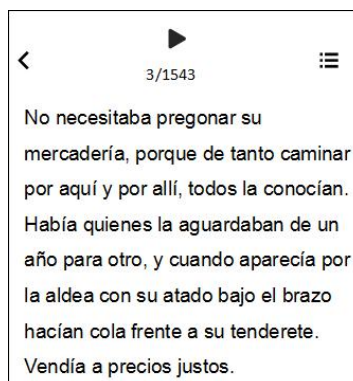 3/1543
No necesitaba pregonar su
mercadería, porque de tanto caminar
por aquí y por allí, todos la conocían.
Había quienes la aguardaban de un
año para otro, y cuando aparecía por
la aldea con su atado bajo el brazo
hacían cola frente a su tenderete.
Vendía a precios justos.